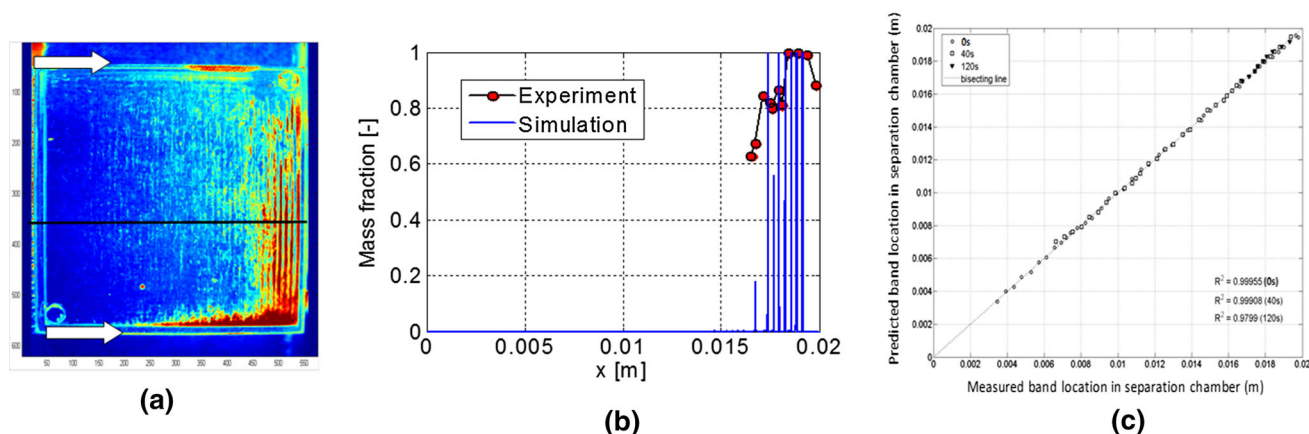 100
200
300
400
500
600
50 100 150 200 250 300 350 400 450 500 550
(a)
1
0.8
0.6
0.4
0.2
0
Mass fraction [-]
Experiment
Simulation
0 0.005 0.01 0.015 0.02
x [m]
(b)
0.02
0.018
0.016
0.014
0.012
0.01
0.008
0.006
0.004
0.002
0
Predicted band location in separation chamber (m)
0s
40s
120s
bisecting line
R² = 0.99955 (0s)
R² = 0.99908 (40s)
R² = 0.9799 (120s)
0 0.002 0.004 0.006 0.008 0.01 0.012 0.014 0.016 0.018 0.02
Measured band location in separation chamber (m)
(c)